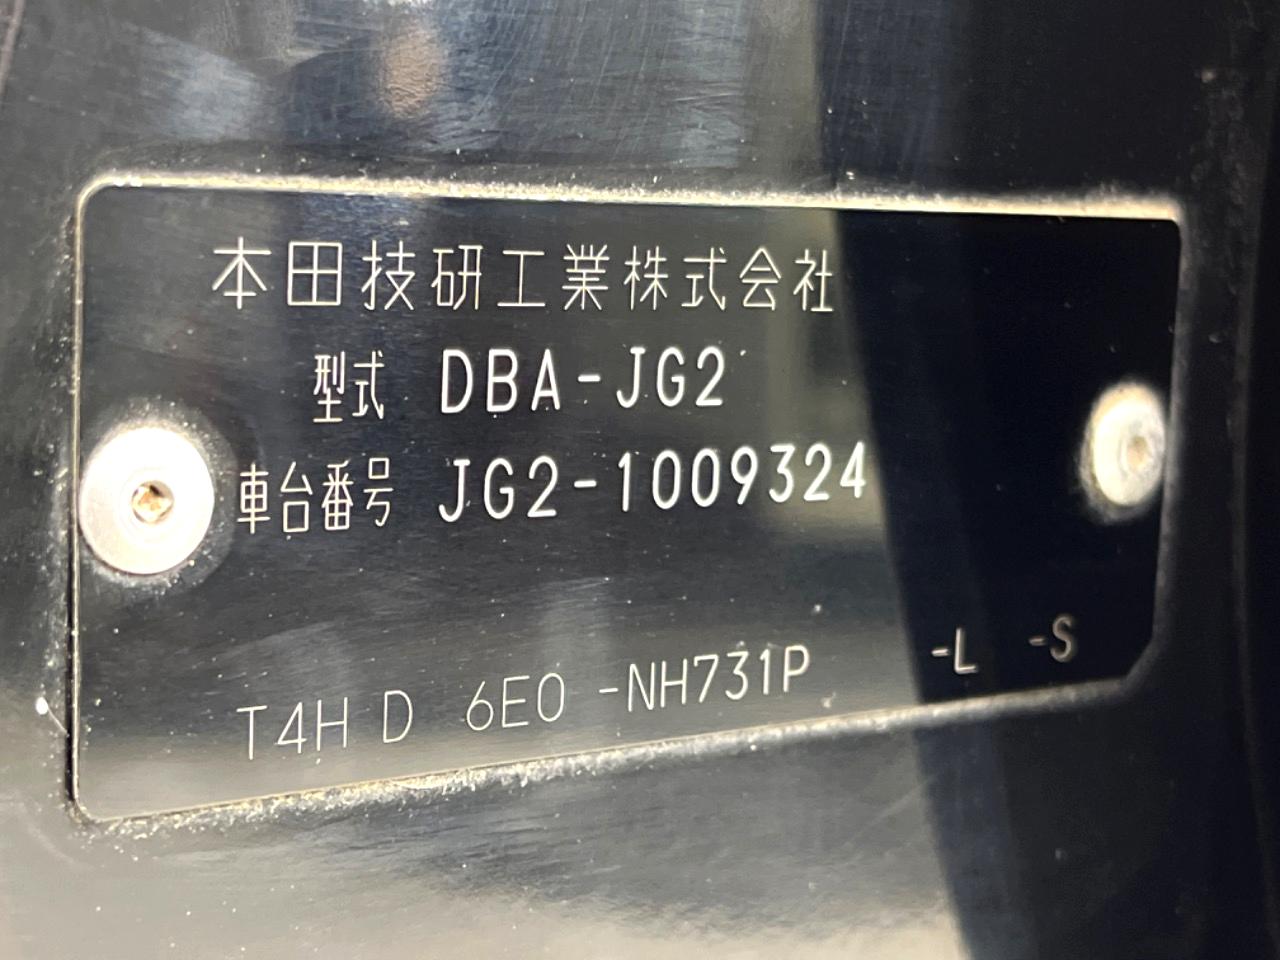 本田技研工業株式会社
型式 DBA-JG2
車台番号 JG2-1009324
T4H D 6E0 -NH731P -L -S